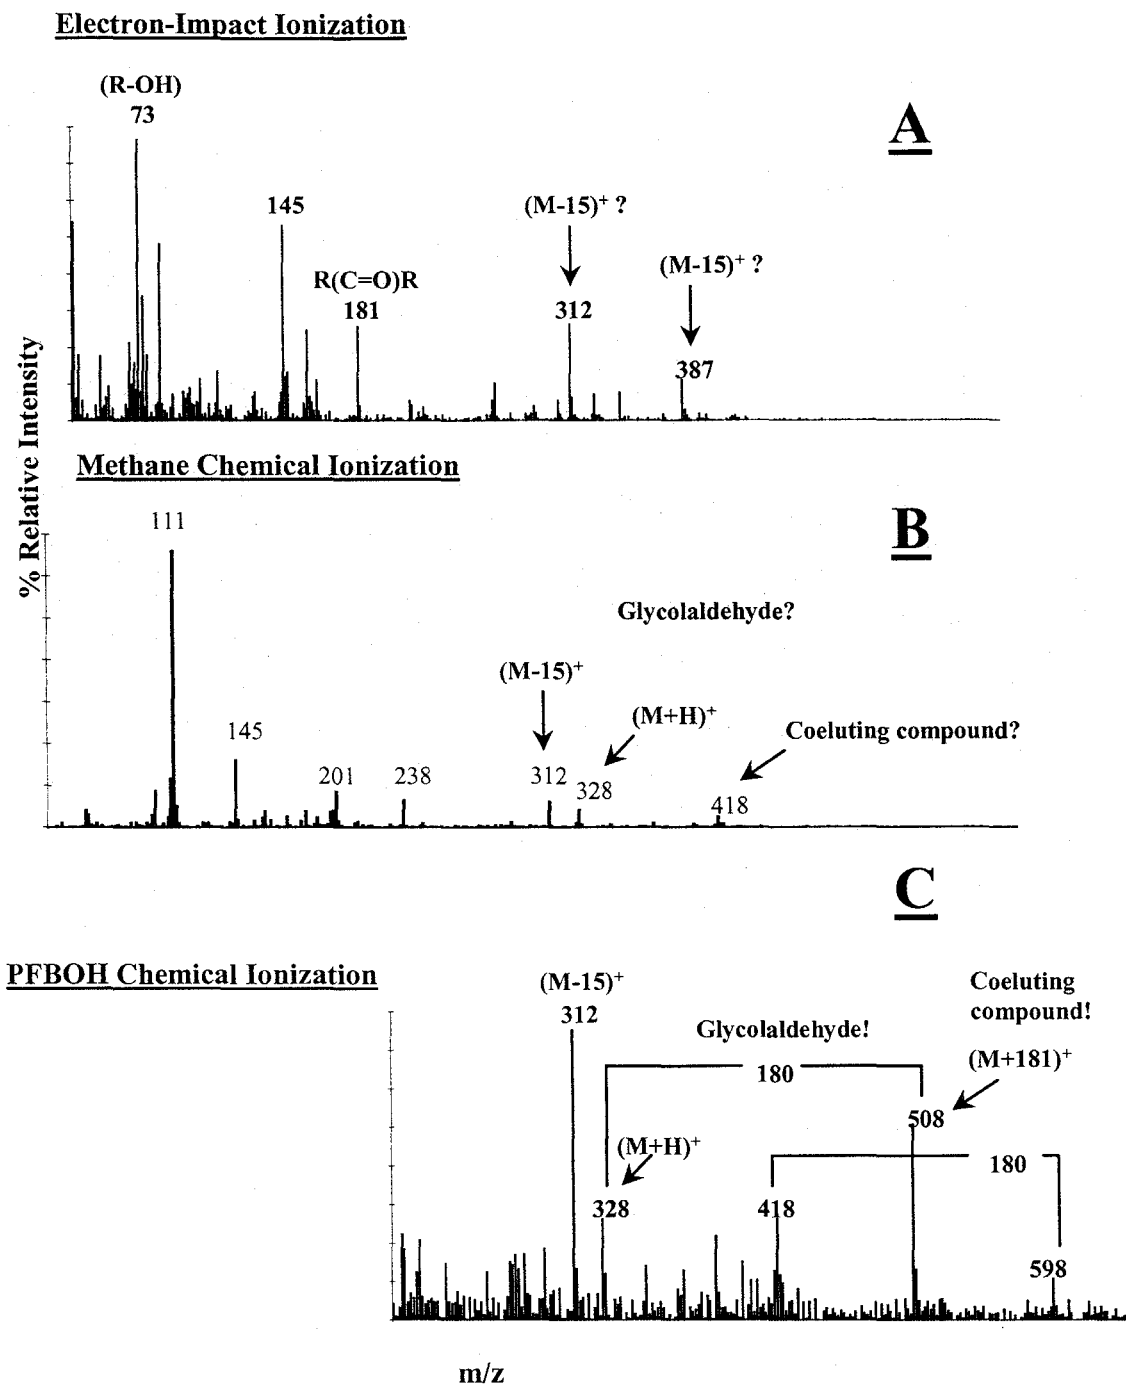 Electron-Impact Ionization
(R-OH)
73
A
145
(M-15)⁺ ?
(M-15)⁺ ?
R(C=O)R
181
312
387
% Relative Intensity
Methane Chemical Ionization
111
B
Glycolaldehyde?
(M-15)⁺
(M+H)⁺
145
Coeluting compound?
201
238
312
328
418
C
PFBOH Chemical Ionization
(M-15)⁺
312
Coeluting
compound!
Glycolaldehyde!
(M+181)⁺
180
508
(M+H)⁺
180
328
418
598
m/z